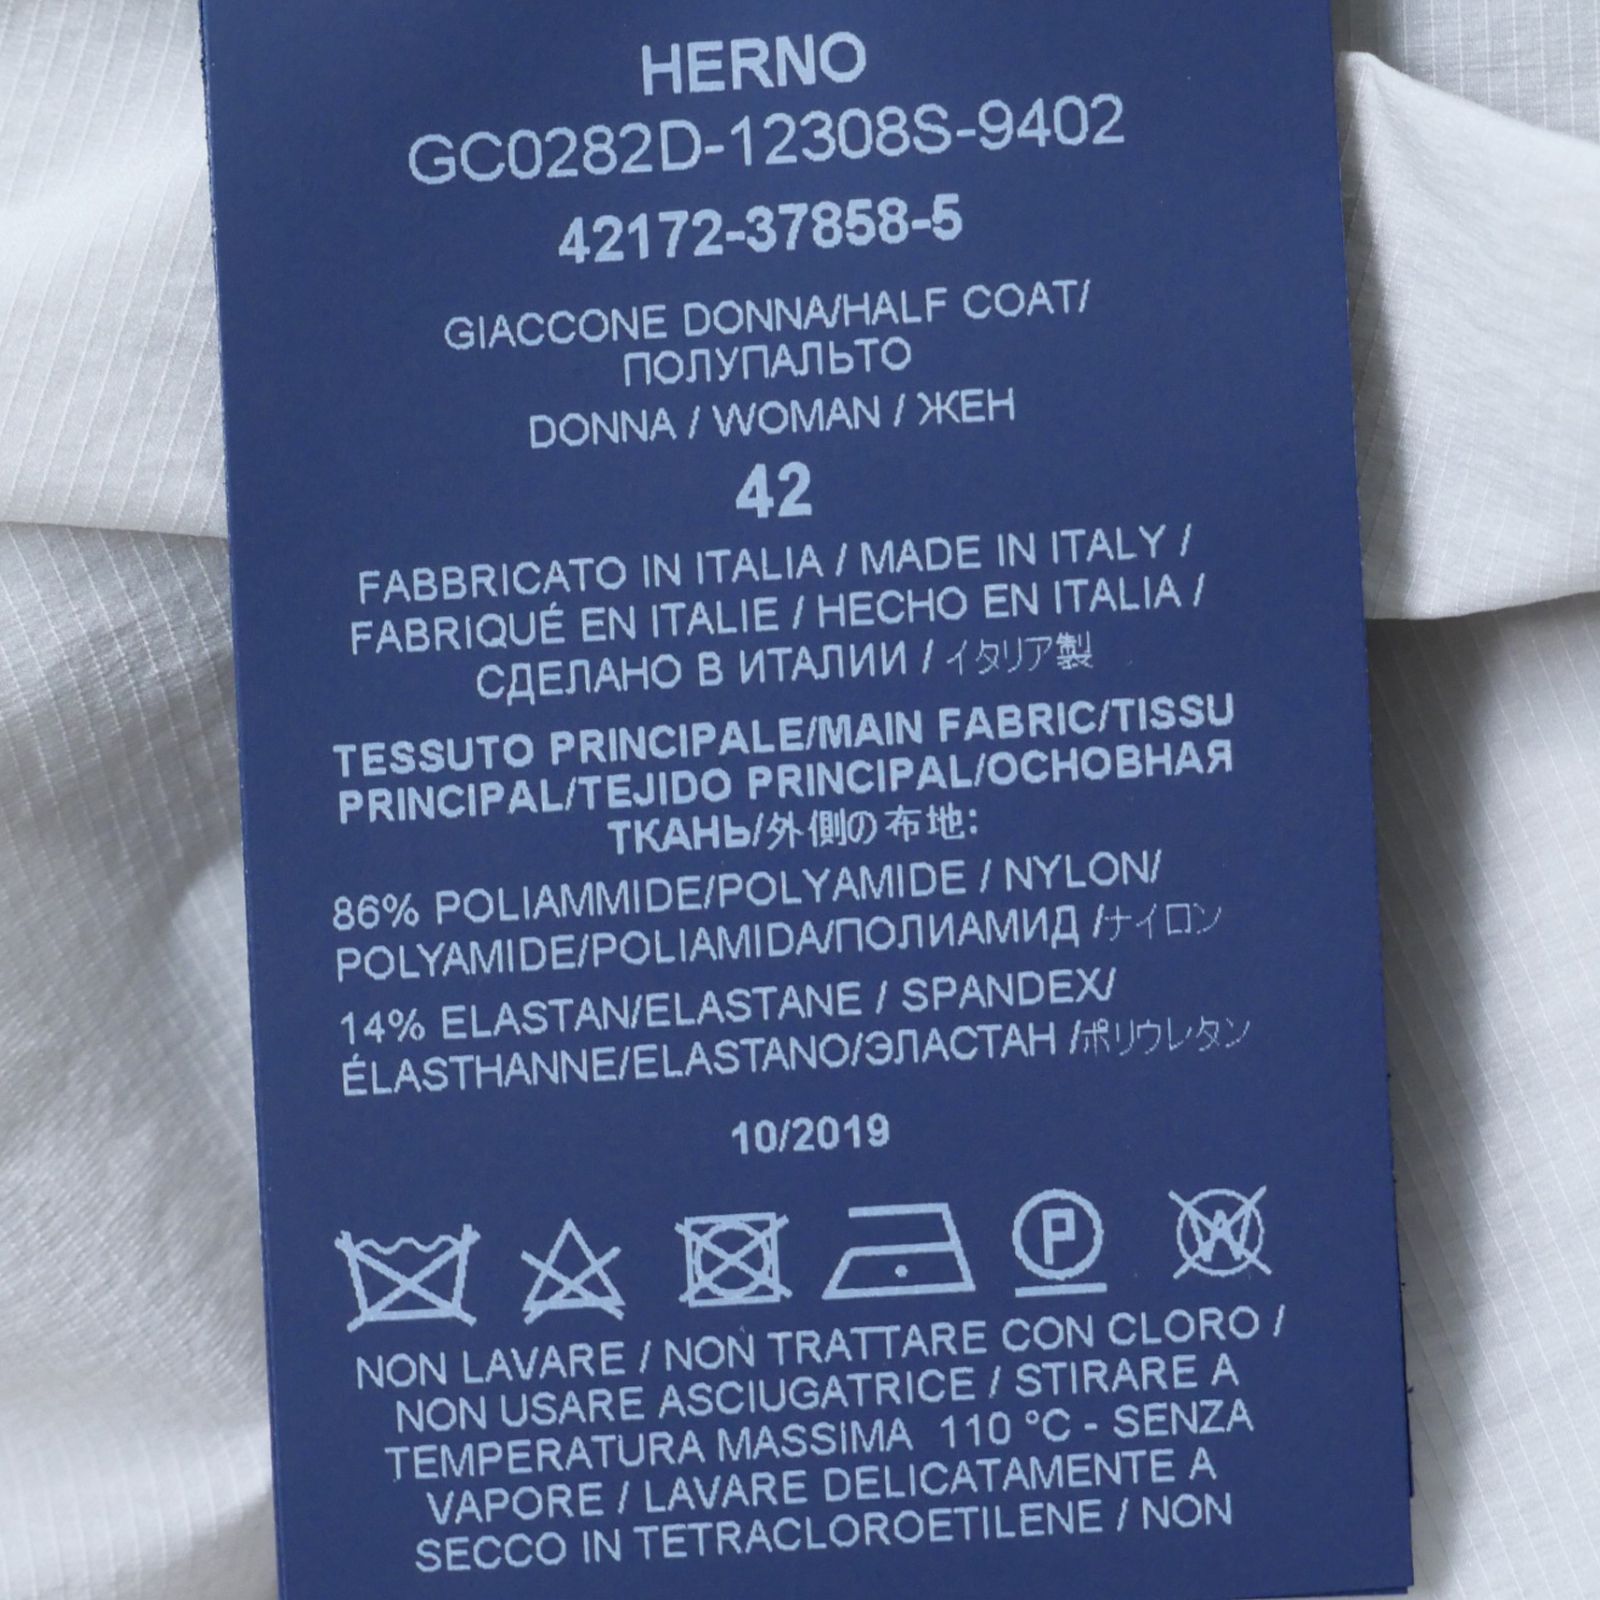 HERNO
GC0282D-12308S-9402
42172-37858-5
GIACCONE DONNA/HALF COAT/
ПОЛУПАЛЬТО
DONNA / WOMAN / ЖЕН
42
FABBRICATO IN ITALIA / MADE IN ITALY /
FABRIQUÉ EN ITALIE / HECHO EN ITALIA /
СДЕЛАНО В ИТАЛИИ / イタリア製
TESSUTO PRINCIPALE/MAIN FABRIC/TISSU
PRINCIPAL/TEJIDO PRINCIPAL/ОСНОВНАЯ
ТКАНЬ/外側の布地:
86% POLIAMMIDE/POLYAMIDE / NYLON/
POLYAMIDE/POLIAMIDA/ПОЛИАМИД /ナイロン
14% ELASTAN/ELASTANE / SPANDEX/
ÉLASTHANNE/ELASTANO/ЭЛАСТАН /ポリウレタン
10/2019
P W
NON LAVARE / NON TRATTARE CON CLORO /
NON USARE ASCIUGATRICE / STIRARE A
TEMPERATURA MASSIMA 110 °C - SENZA
VAPORE / LAVARE DELICATAMENTE A
SECCO IN TETRACLOROETILENE / NON